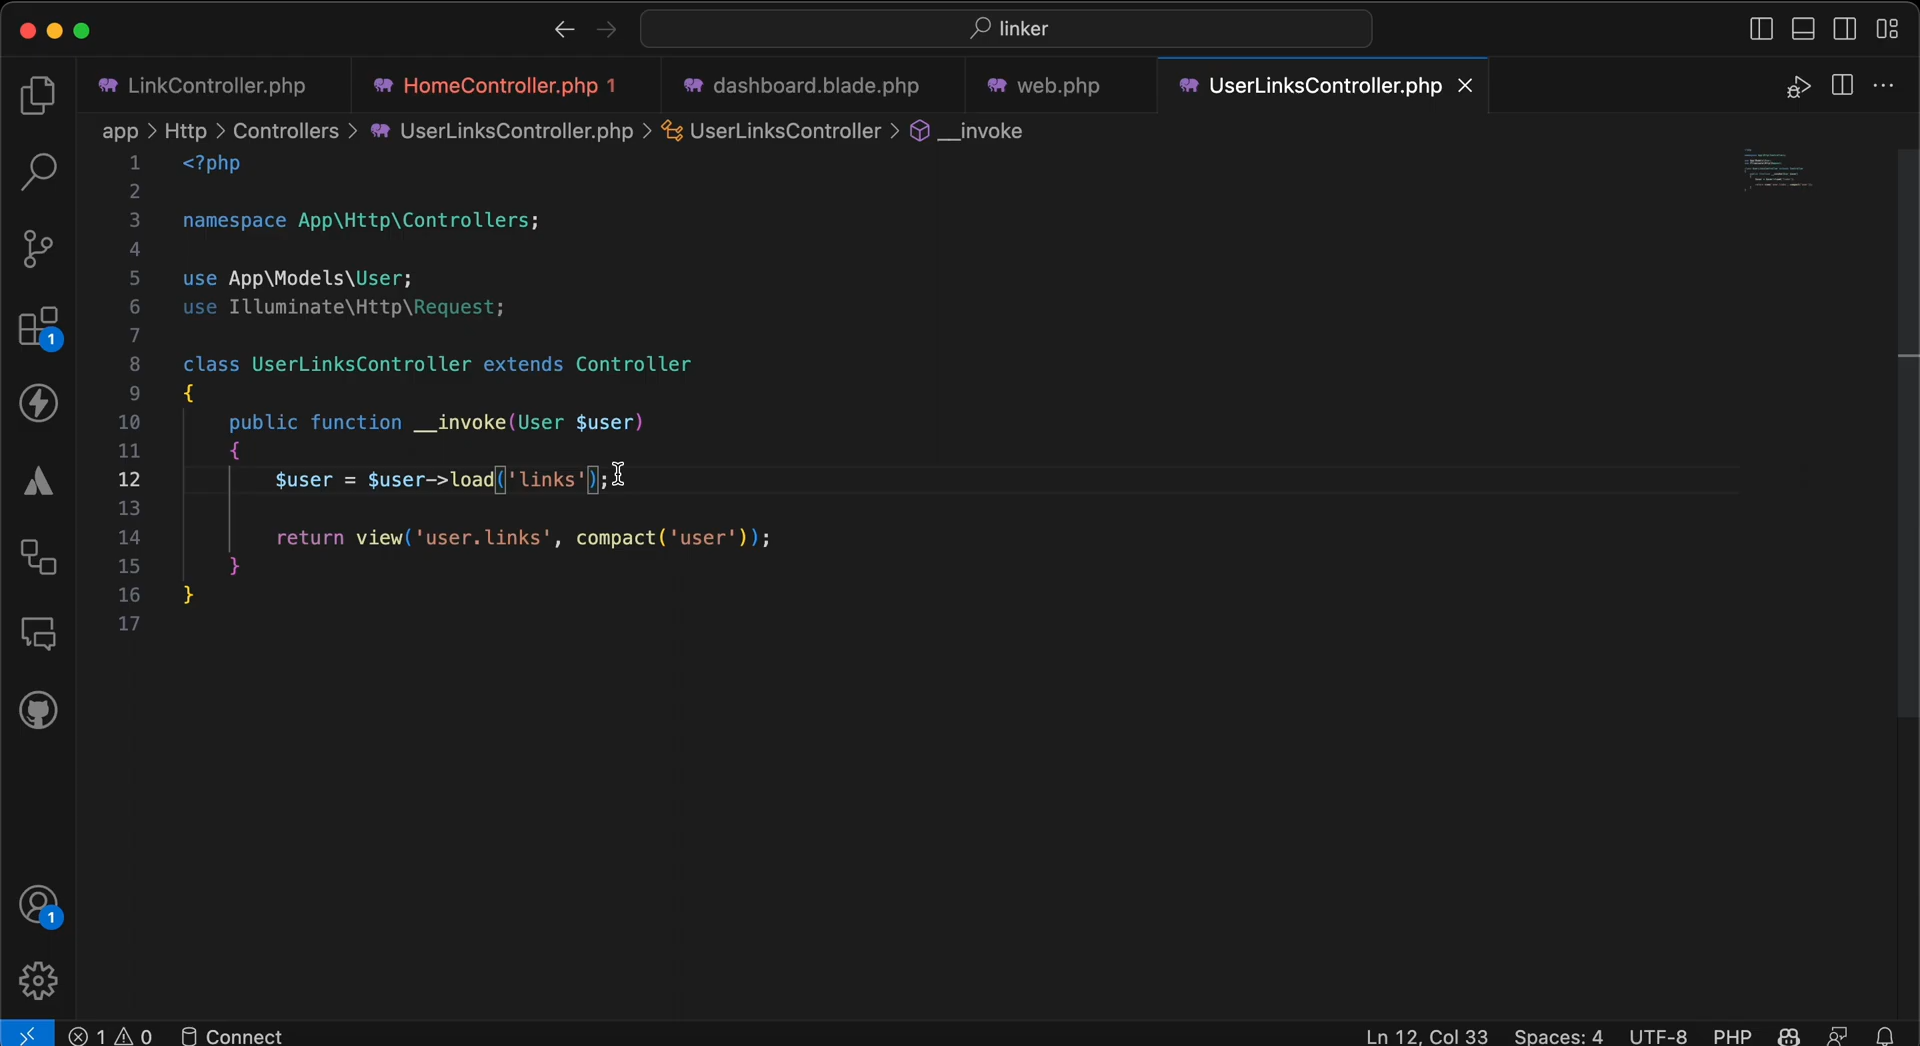 linker
LinkController.php
HomeController.php 1
dashboard.blade.php
web.php
UserLinksController.php
app > Http > Controllers > UserLinksController.php > UserLinksController > __invoke
1 <?php
2
3 namespace App\Http\Controllers;
4
5 use App\Models\User;
6 use Illuminate\Http\Request;
7
8 class UserLinksController extends Controller
9 {
10 public function __invoke(User $user)
11 {
12 $user = $user->load('links');
13
14 return view('user.links', compact('user'));
15 }
16 }
17
1
1
1 0 Connect
Ln 12, Col 33 Spaces: 4 UTF-8 PHP